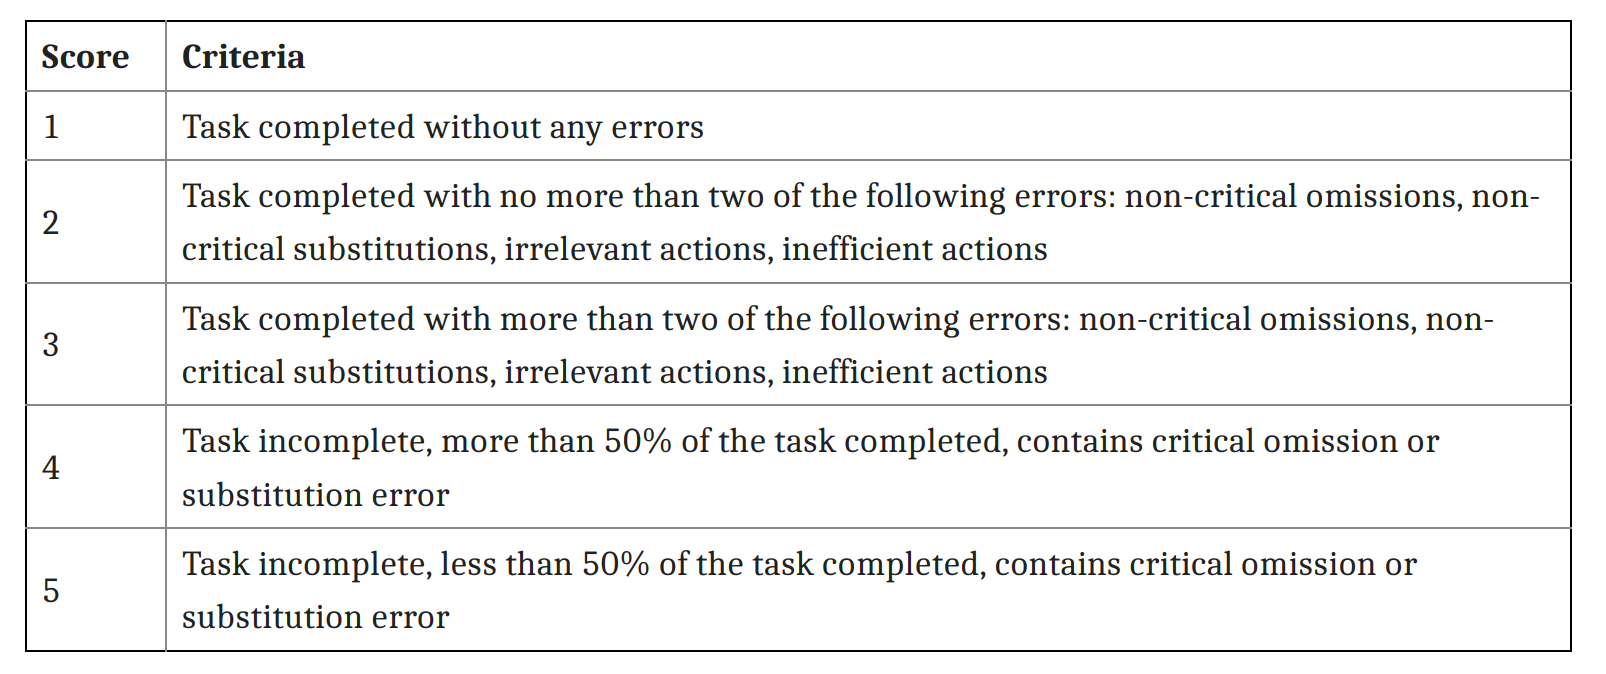 Score Criteria
1 Task completed without any errors
2 Task completed with no more than two of the following errors: non-critical omissions, non-
critical substitutions, irrelevant actions, inefficient actions
3 Task completed with more than two of the following errors: non-critical omissions, non-
critical substitutions, irrelevant actions, inefficient actions
4 Task incomplete, more than 50% of the task completed, contains critical omission or
substitution error
5 Task incomplete, less than 50% of the task completed, contains critical omission or
substitution error